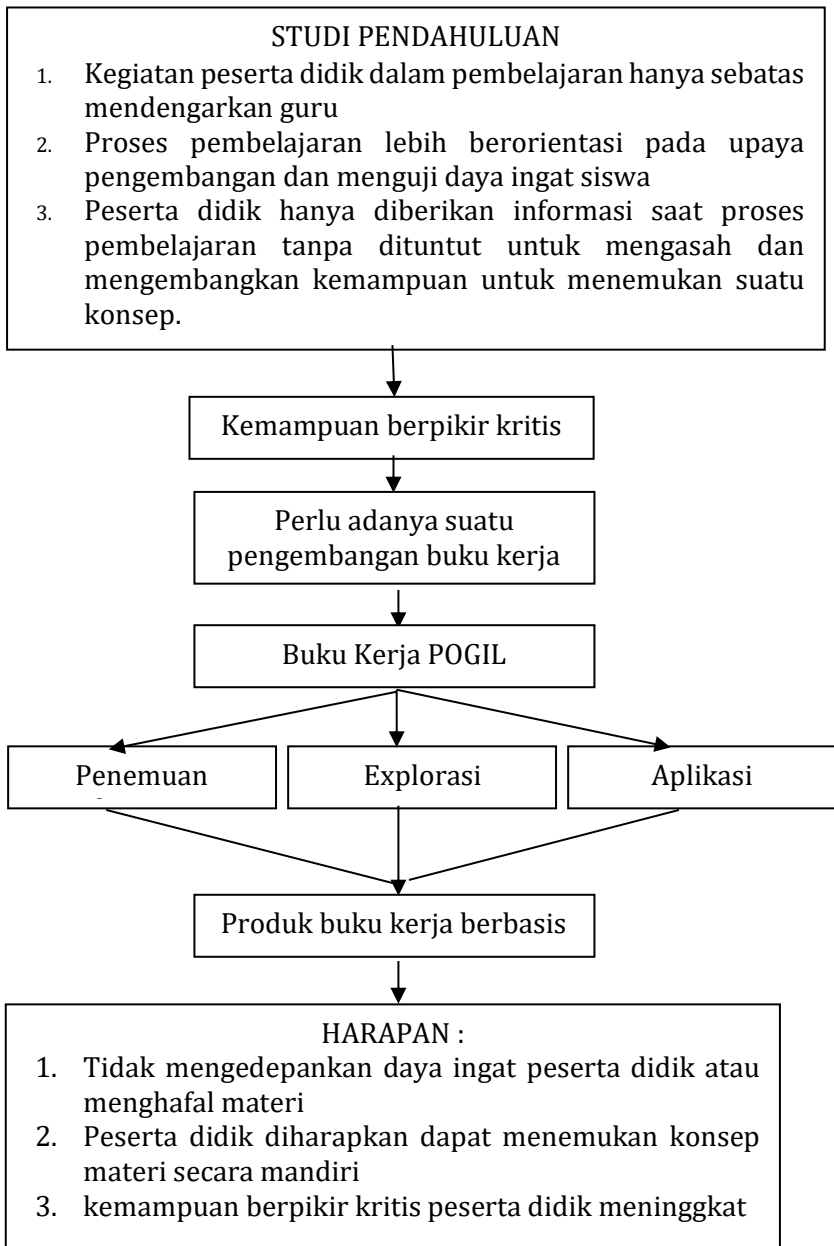 STUDI PENDAHULUAN
1. Kegiatan peserta didik dalam pembelajaran hanya sebatas
mendengarkan guru
2. Proses pembelajaran lebih berorientasi pada upaya
pengembangan dan menguji daya ingat siswa
3. Peserta didik hanya diberikan informasi saat proses
pembelajaran tanpa dituntut untuk mengasah dan
mengembangkan kemampuan untuk menemukan suatu
konsep.
Kemampuan berpikir kritis
Perlu adanya suatu
pengembangan buku kerja
Buku Kerja POGIL
Penemuan
Explorasi
Aplikasi
Produk buku kerja berbasis
HARAPAN :
1. Tidak mengedepankan daya ingat peserta didik atau
menghafal materi
2. Peserta didik diharapkan dapat menemukan konsep
materi secara mandiri
3. kemampuan berpikir kritis peserta didik meninggkat